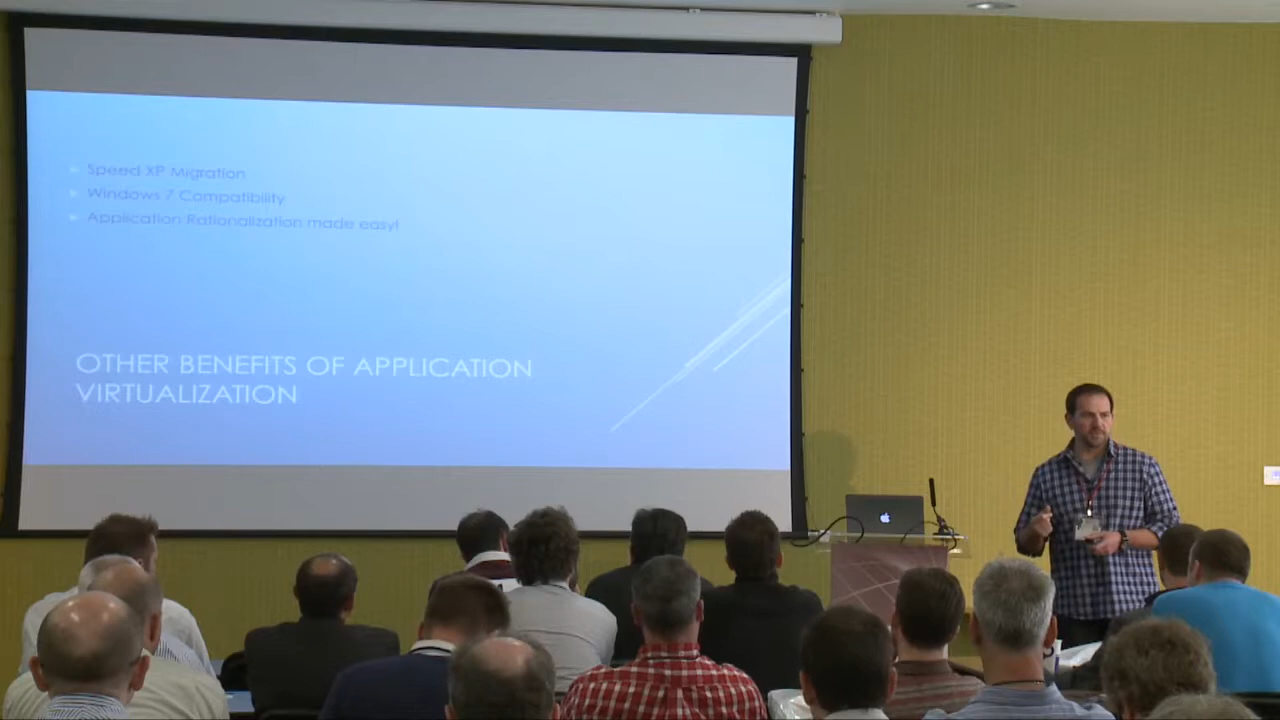 Speed XP Migration
Windows 7 Compatibility
Application Rationalization made easy!
OTHER BENEFITS OF APPLICATION
VIRTUALIZATION